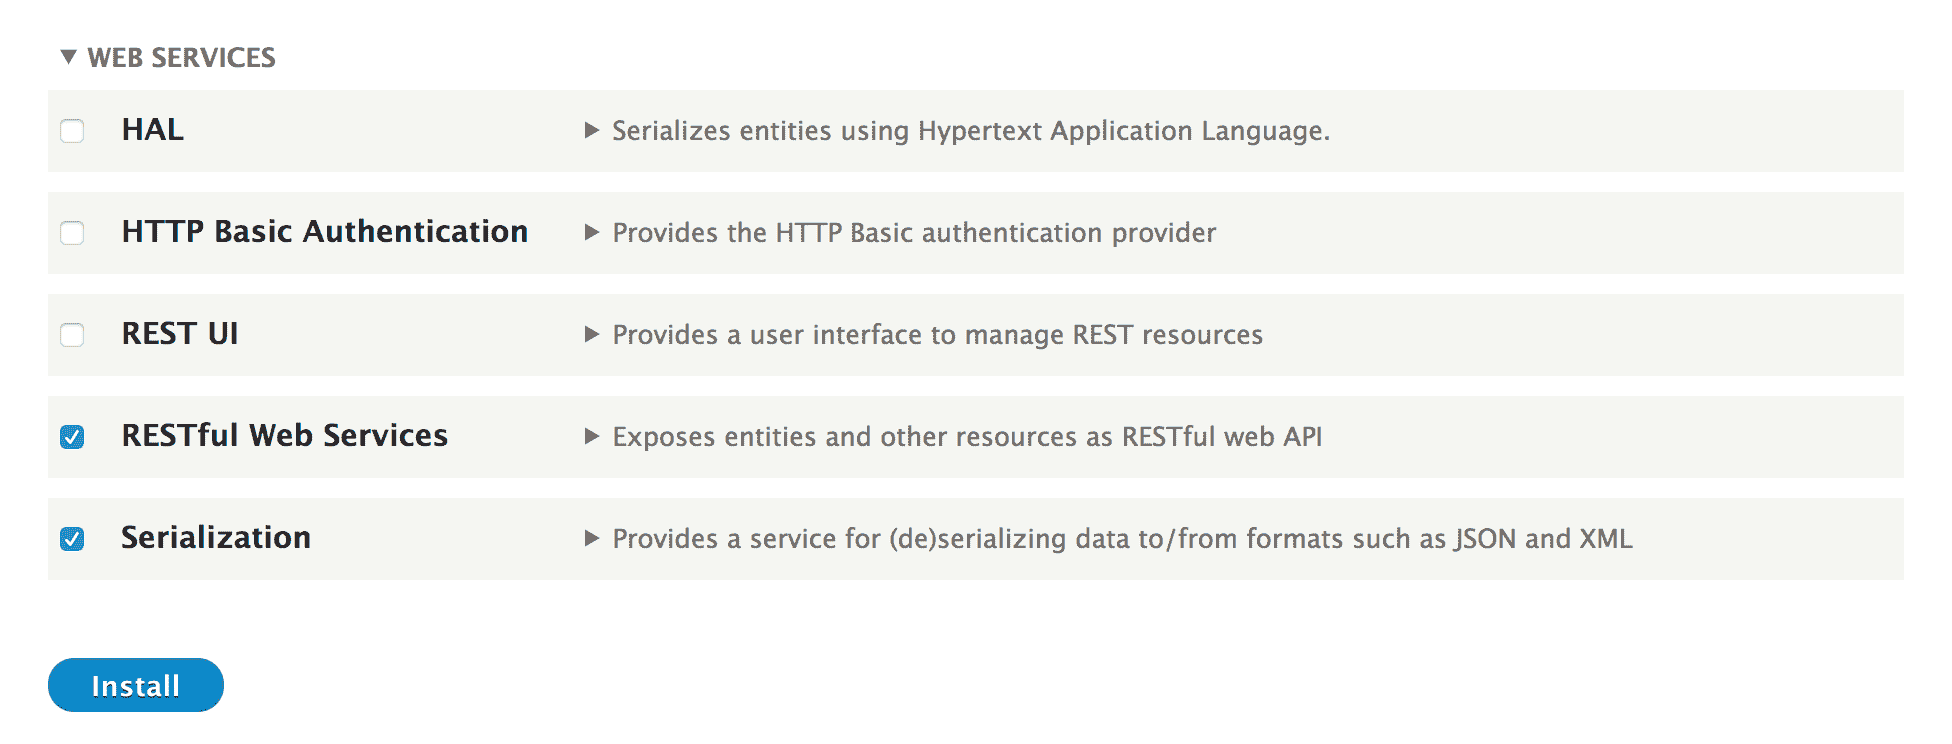 WEB SERVICES
HAL
Serializes entities using Hypertext Application Language.
HTTP Basic Authentication
Provides the HTTP Basic authentication provider
REST UI
Provides a user interface to manage REST resources
RESTful Web Services
Exposes entities and other resources as RESTful web API
Serialization
Provides a service for (de)serializing data to/from formats such as JSON and XML
Install